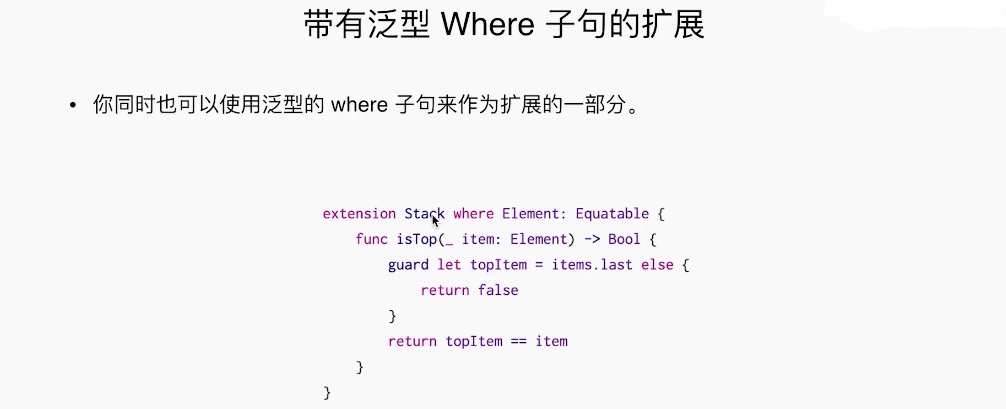 带有泛型 Where 子句的扩展
• 你同时也可以使用泛型的 where 子句来作为扩展的一部分。
extension Stack where Element: Equatable {
    func isTop(_ item: Element) -> Bool {
        guard let topItem = items.last else {
            return false
        }
        return topItem == item
    }
}